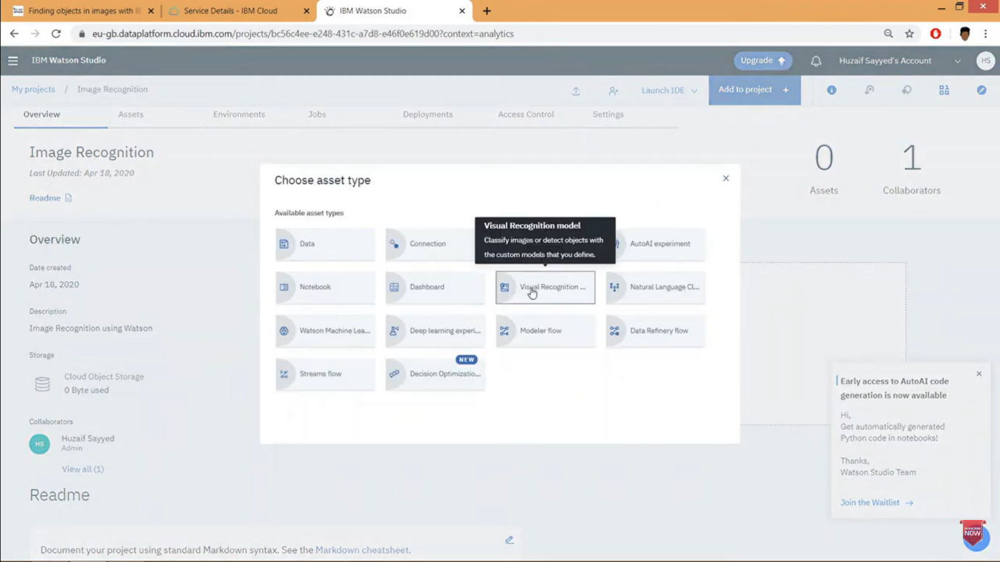 Finding objects in images with IB
Service Details - IBM Cloud
IBM Watson Studio
eu-gb.dataplatform.cloud.ibm.com/projects/bc56c4ee-e248-431c-a7d8-e46f0e619d00?context=analytics
IBM Watson Studio
Upgrade
Huzaif Sayyed's Account
HS
My projects / Image Recognition
Launch IDE
Add to project +
Overview
Assets
Environments
Jobs
Deployments
Access Control
Settings
Image Recognition
Last Updated: Apr 18, 2020
Readme
0
Assets
1
Collaborators
Overview
Date created
Apr 18, 2020
Description
Image Recognition using Watson
Storage
Cloud Object Storage
0 Byte used
Collaborators
HS
Huzaif Sayyed
Admin
View all (1)
Readme
Document your project using standard Markdown syntax. See the Markdown cheatsheet.
Choose asset type
Available asset types
Visual Recognition model
Classify images or detect objects with
the custom models that you define.
Data
Connection
AutoAI experiment
Notebook
Dashboard
Visual Recognition ...
Natural Language Cl...
Watson Machine Lea...
Deep learning experi...
Modeler flow
Data Refinery flow
NEW
Streams flow
Decision Optimizatio...
Early access to AutoAI code
generation is now available
Hi,
Get automatically generated
Python code in notebooks!
Thanks,
Watson Studio Team
Join the Waitlist
SUBSCRIBE
NOW